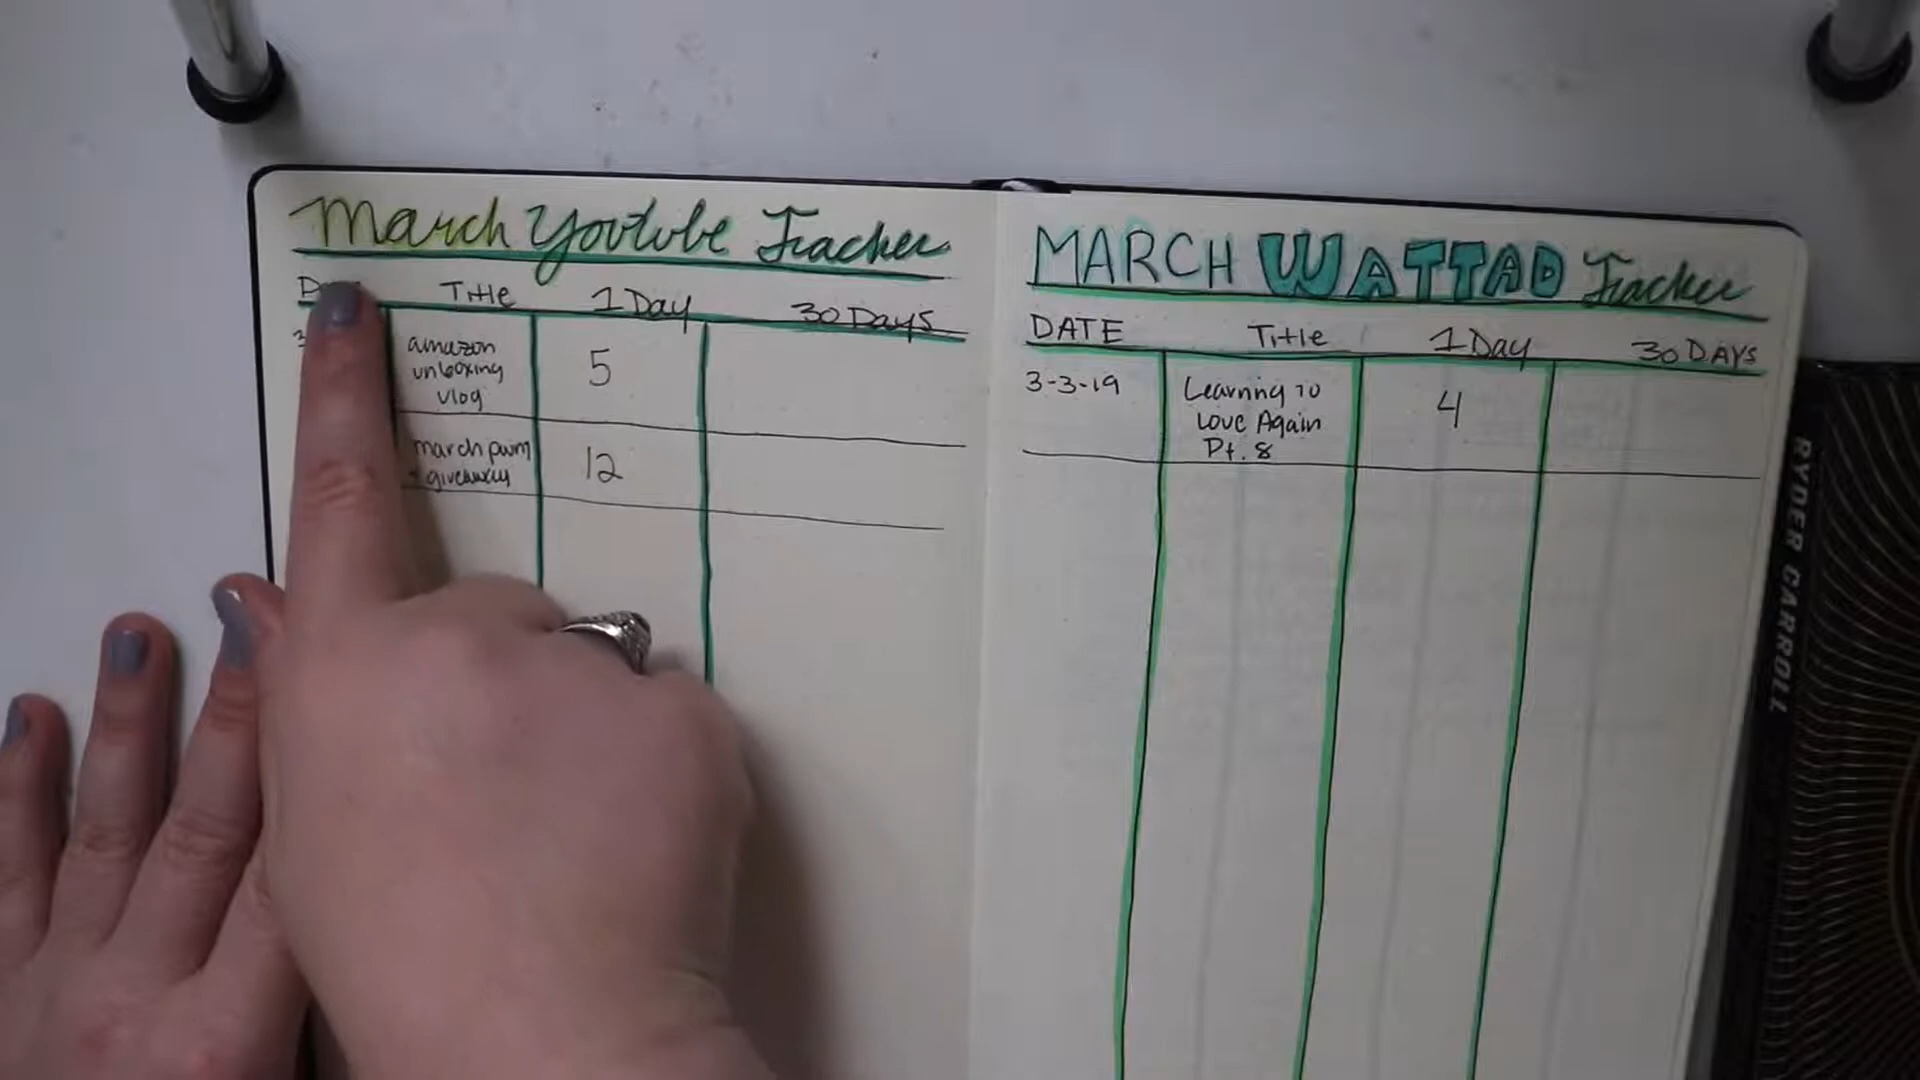 March Youtube Tracker
Title 1 Day 30 Days
amazon
unboxing
vlog
5
march pwm
+ giveaway
12
MARCH WATTAD Tracker
DATE Title 1 Day 30 DAYS
3-3-19
Learning to
Love Again
Pt. 8
4
RYDER CARROLL